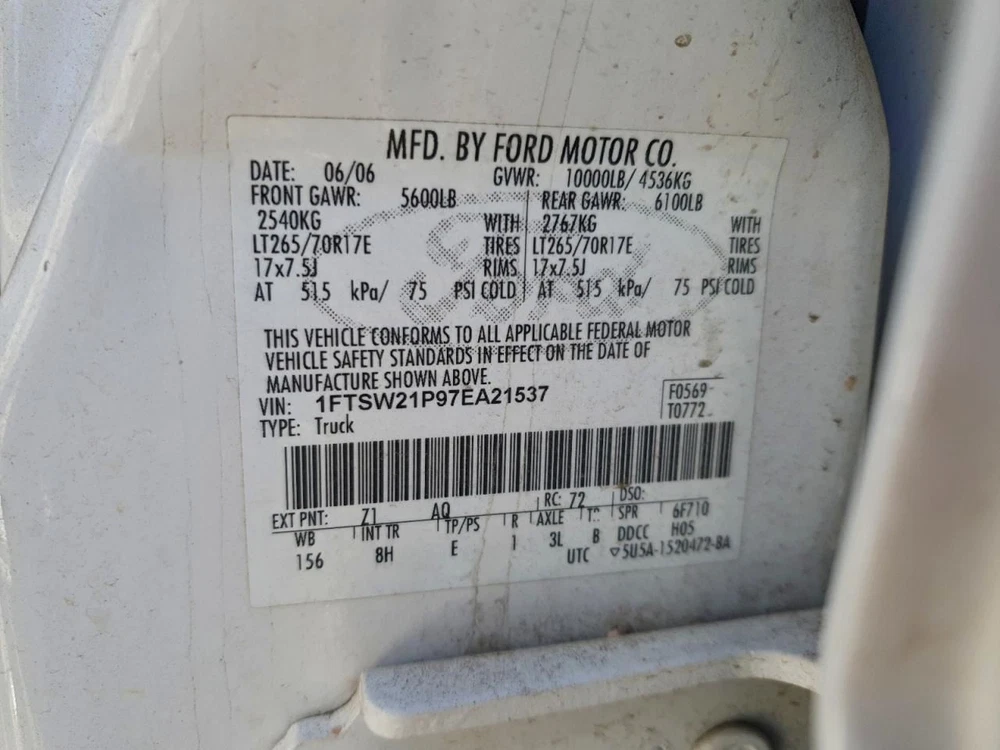 MFD. BY FORD MOTOR CO.
DATE: 06/06 GVWR: 10000LB/ 4536KG
FRONT GAWR: 5600LB REAR GAWR: 6100LB
2540KG WITH 2767KG WITH
LT265/70R17E TIRES LT265/70R17E TIRES
17x7.5J RIMS 17x7.5J RIMS
AT 515 kPa/ 75 PSI COLD AT 515 kPa/ 75 PSI COLD
THIS VEHICLE CONFORMS TO ALL APPLICABLE FEDERAL MOTOR
VEHICLE SAFETY STANDARDS IN EFFECT ON THE DATE OF
MANUFACTURE SHOWN ABOVE.
VIN: 1FTSW21P97EA21537 F0569
TYPE: Truck T0772
EXT PNT: Z1 AQ RC: 72 DSO:
WB INT TR TP/PS R AXLE SPR 6F710
156 8H E 1 3L B DDCC H05
UTC ▽5U5A-1520472-BA